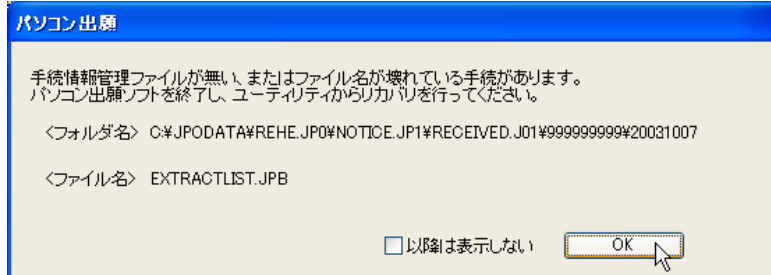 パソコン出願
手続情報管理ファイルが無い、またはファイル名が壊れている手続があります。
パソコン出願ソフトを終了し、ユーティリティからリカバリを行ってください。
<フォルダ名> C:¥JPODATA¥REHE.JP0¥NOTICE.JP1¥RECEIVED.J01¥999999999¥20031007
<ファイル名> EXTRACTLIST.JPB
以降は表示しない
OK